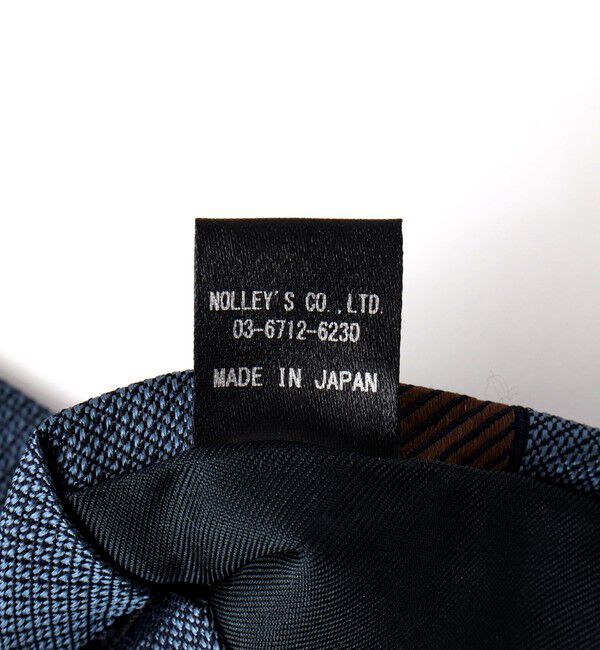 NOLLEY'S CO.,LTD.
03-6712-6230
MADE IN JAPAN